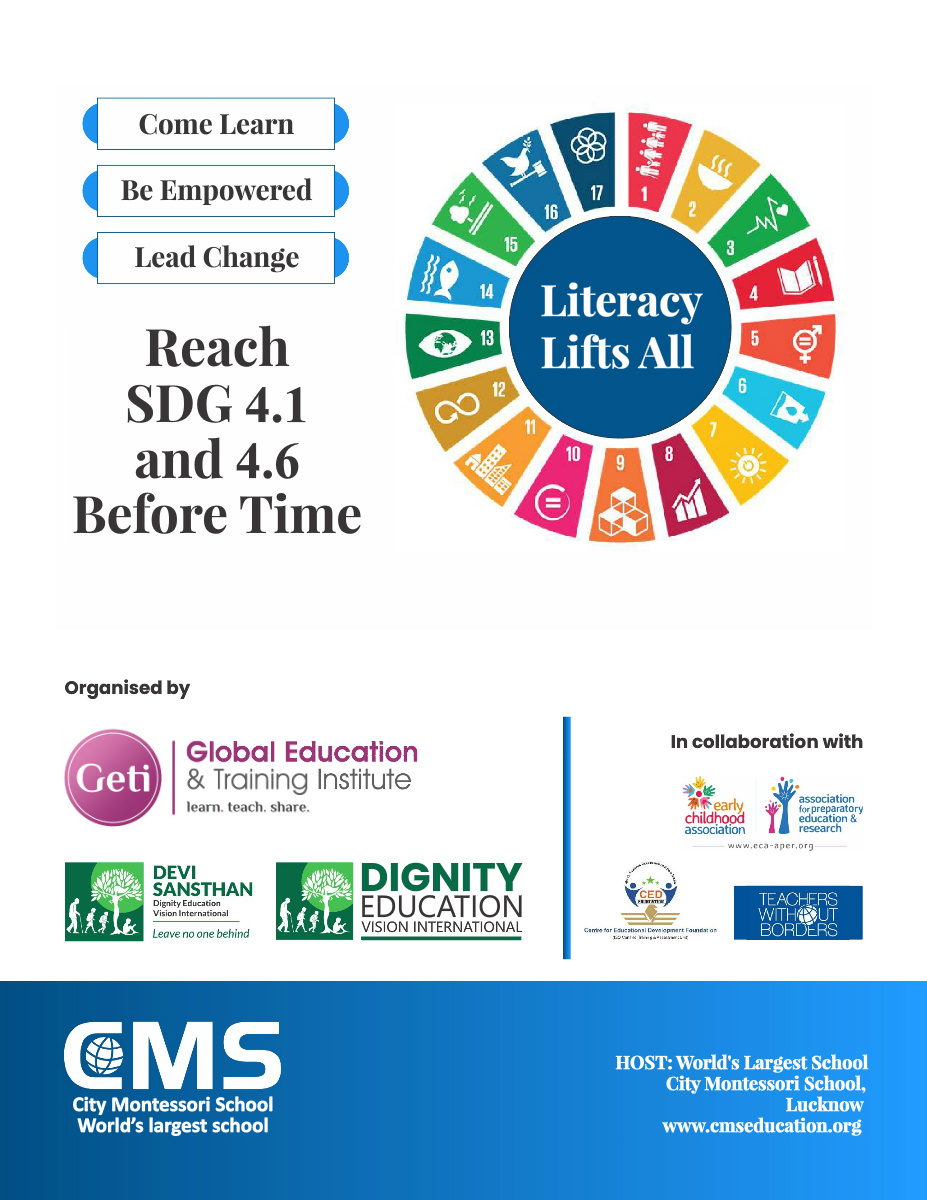 Come Learn
Be Empowered
Lead Change
Reach
SDG 4.1
and 4.6
Before Time
1
2
3
4
5
6
7
8
9
10
11
12
13
14
15
16
17
Literacy
Lifts All
Organised by
Geti
Global Education
& Training Institute
learn. teach. share.
DEVI
SANSTHAN
Dignity Education
Vision International
Leave no one behind
DIGNITY
EDUCATION
VISION INTERNATIONAL
In collaboration with
early
childhood
association
association
for preparatory
education &
research
www.eca-aper.org
CED
Centre for Educational Development Foundation
TEACHERS
WITHOUT
BORDERS
CMS
City Montessori School
World's largest school
HOST: World's Largest School
City Montessori School,
Lucknow
www.cmseducation.org